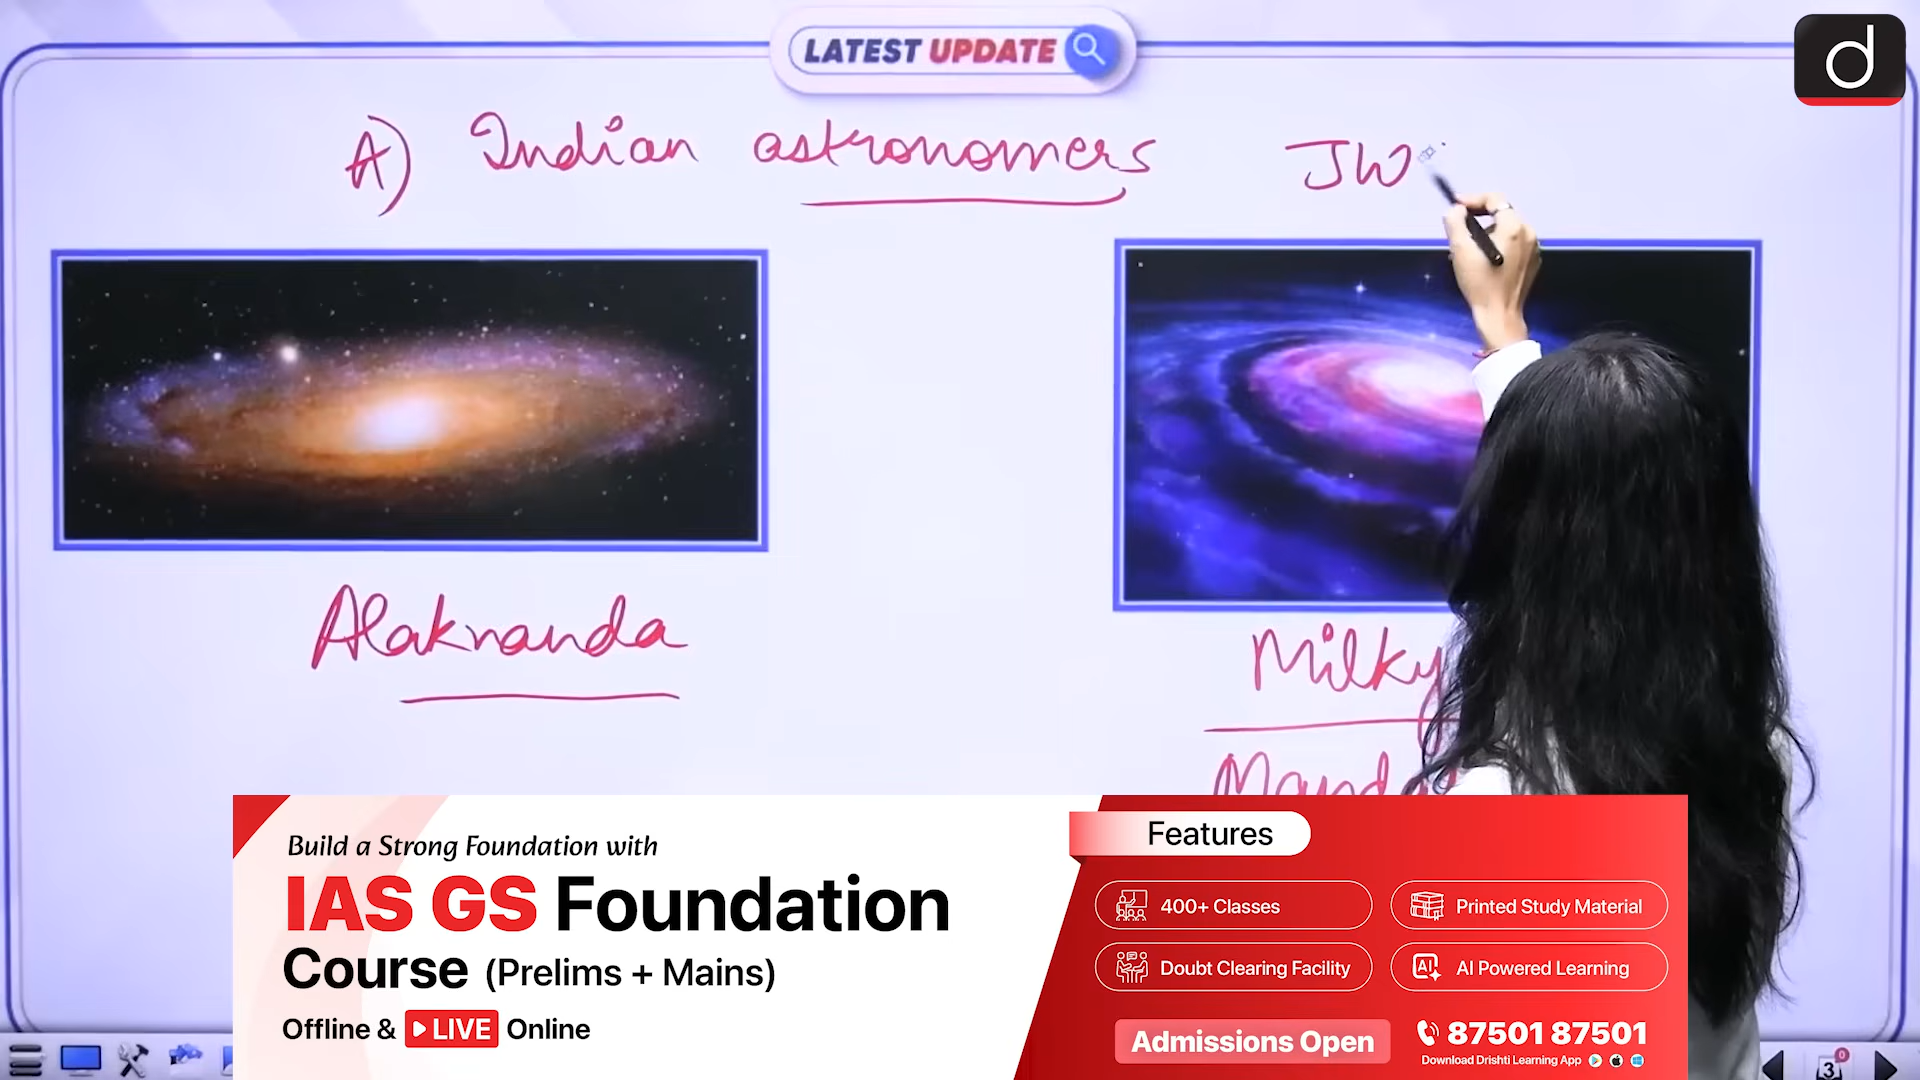 LATEST UPDATE
d
A) Indian astronomers JW
Alaknanda
Milky
Build a Strong Foundation with
IAS GS Foundation
Course (Prelims + Mains)
Offline & LIVE Online
Features
400+ Classes
Printed Study Material
Doubt Clearing Facility
AI Powered Learning
Admissions Open
87501 87501
Download Drishti Learning App
3
0